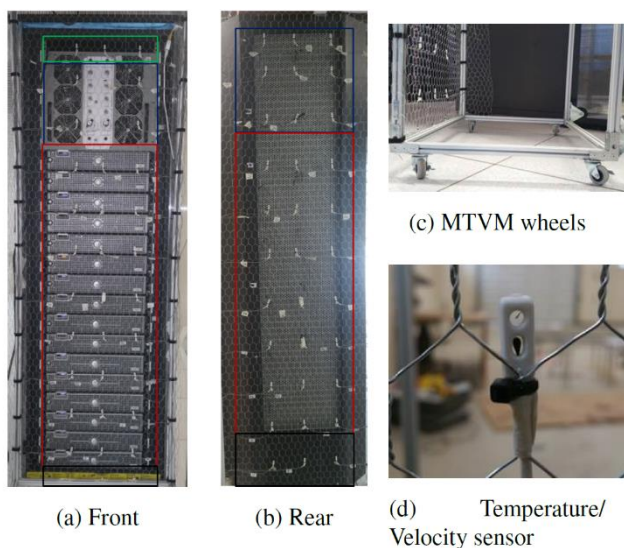 (a) Front
(b) Rear
(c) MTVM wheels
(d) Temperature/
Velocity sensor